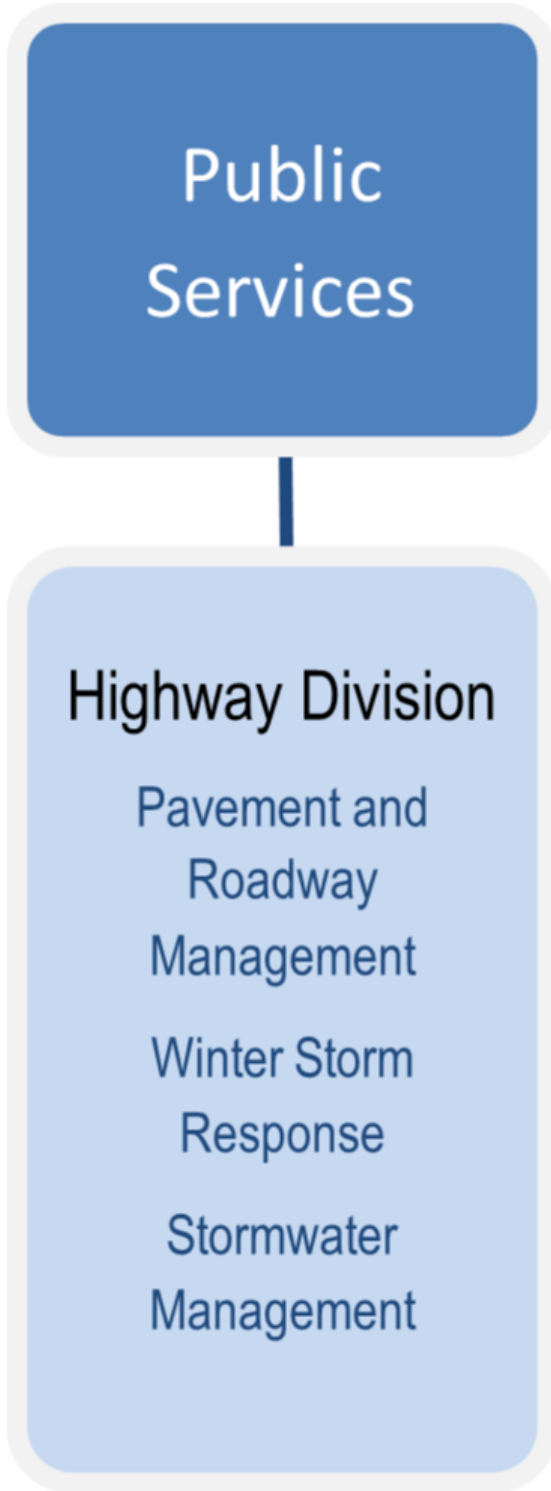 Public
Services
Highway Division
Pavement and
Roadway
Management
Winter Storm
Response
Stormwater
Management